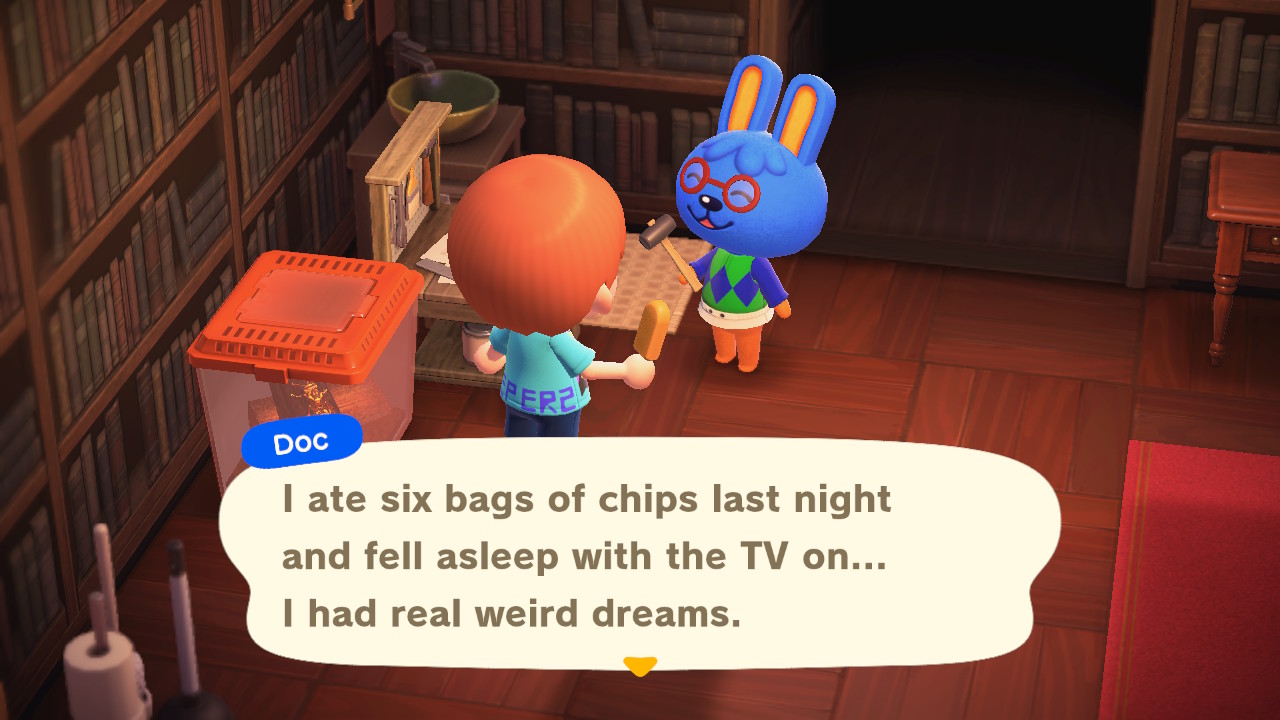 PERS
Doc
I ate six bags of chips last night
and fell asleep with the TV on...
I had real weird dreams.